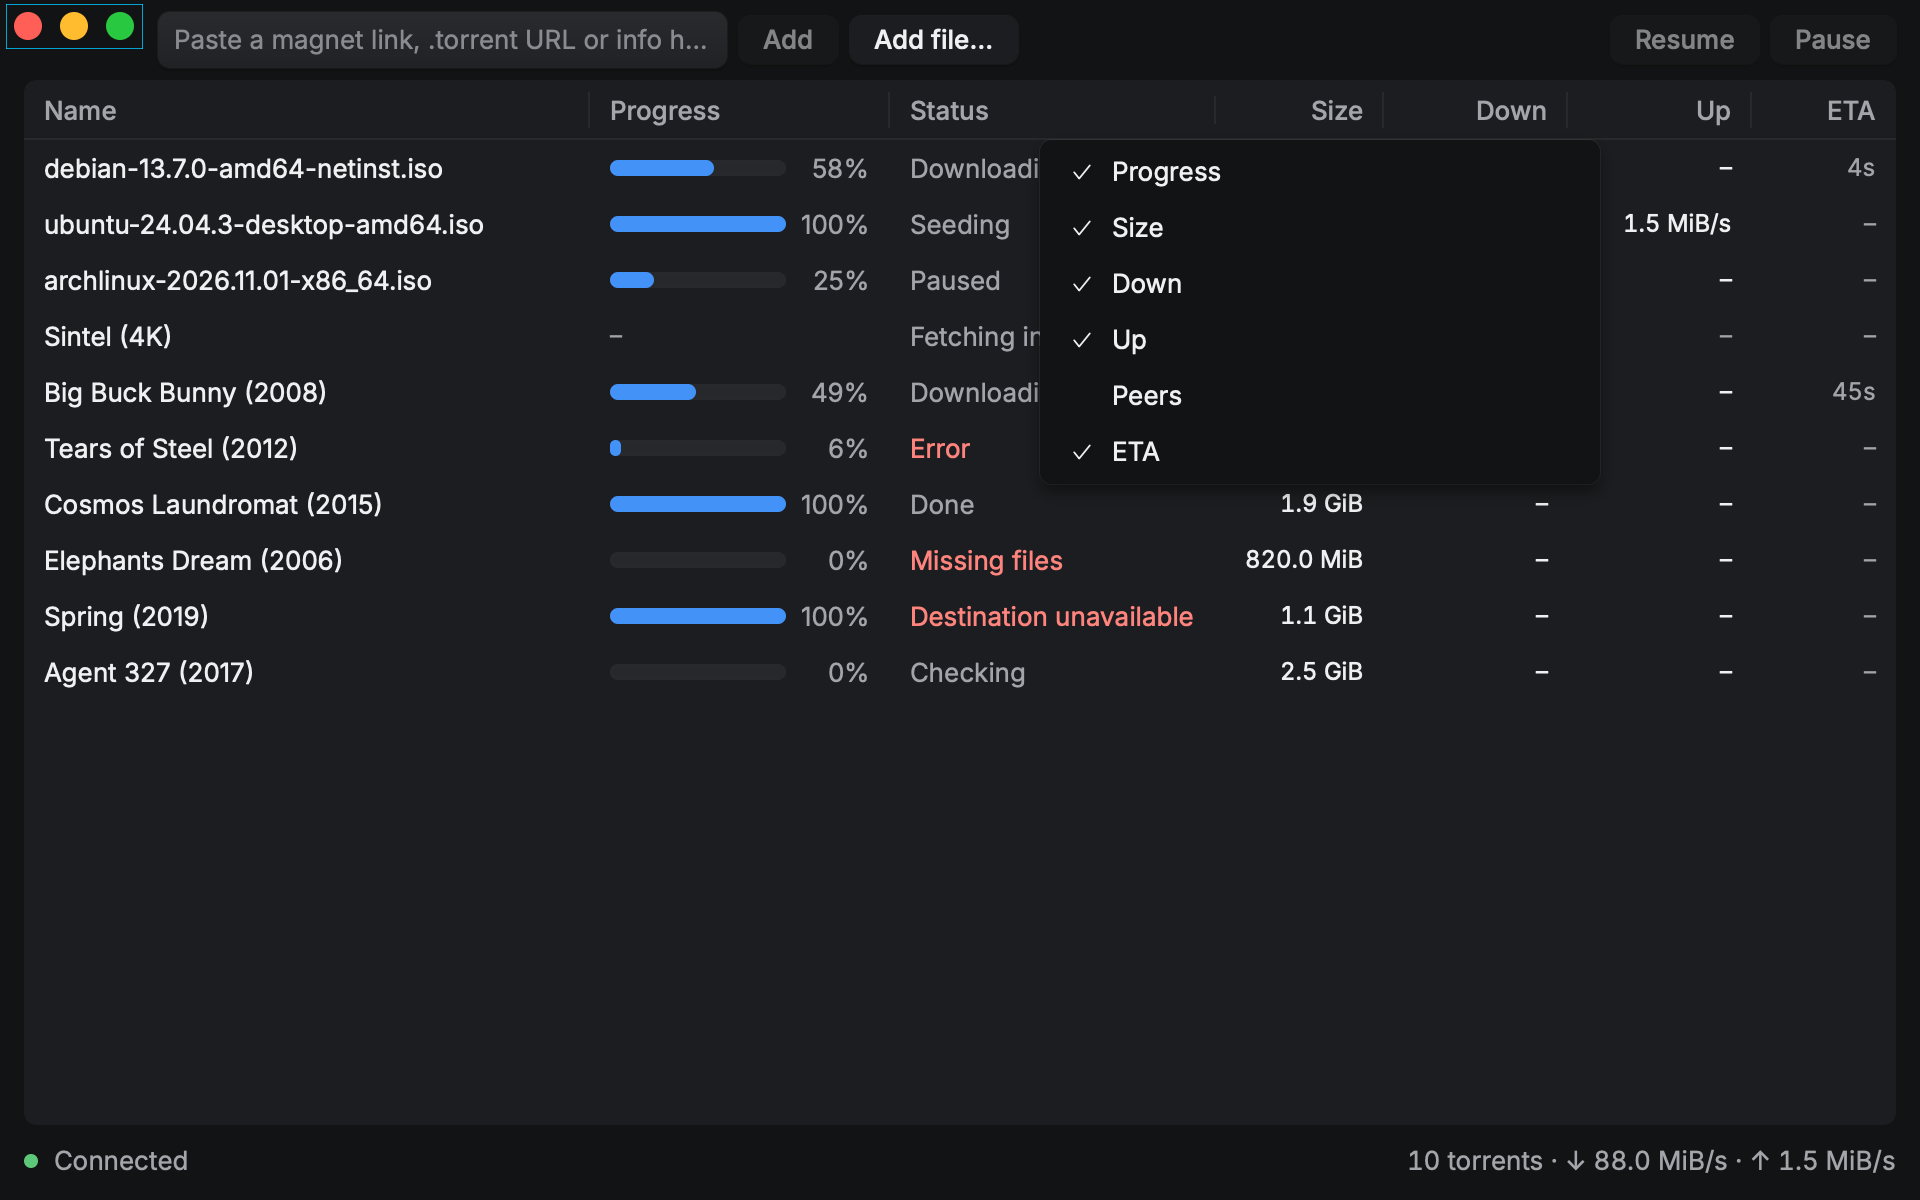 Paste a magnet link, .torrent URL or info h... Add Add file... Resume Pause
Name Progress Status Size Down Up ETA
debian-13.7.0-amd64-netinst.iso 58% Downloadi – 4s
ubuntu-24.04.3-desktop-amd64.iso 100% Seeding 1.5 MiB/s –
archlinux-2026.11.01-x86_64.iso 25% Paused – –
Sintel (4K) – Fetching in – –
Big Buck Bunny (2008) 49% Downloadi – 45s
Tears of Steel (2012) 6% Error – –
Cosmos Laundromat (2015) 100% Done 1.9 GiB – – –
Elephants Dream (2006) 0% Missing files 820.0 MiB – – –
Spring (2019) 100% Destination unavailable 1.1 GiB – – –
Agent 327 (2017) 0% Checking 2.5 GiB – – –
✓ Progress
✓ Size
✓ Down
✓ Up
Peers
✓ ETA
Connected 10 torrents · ↓ 88.0 MiB/s · ↑ 1.5 MiB/s